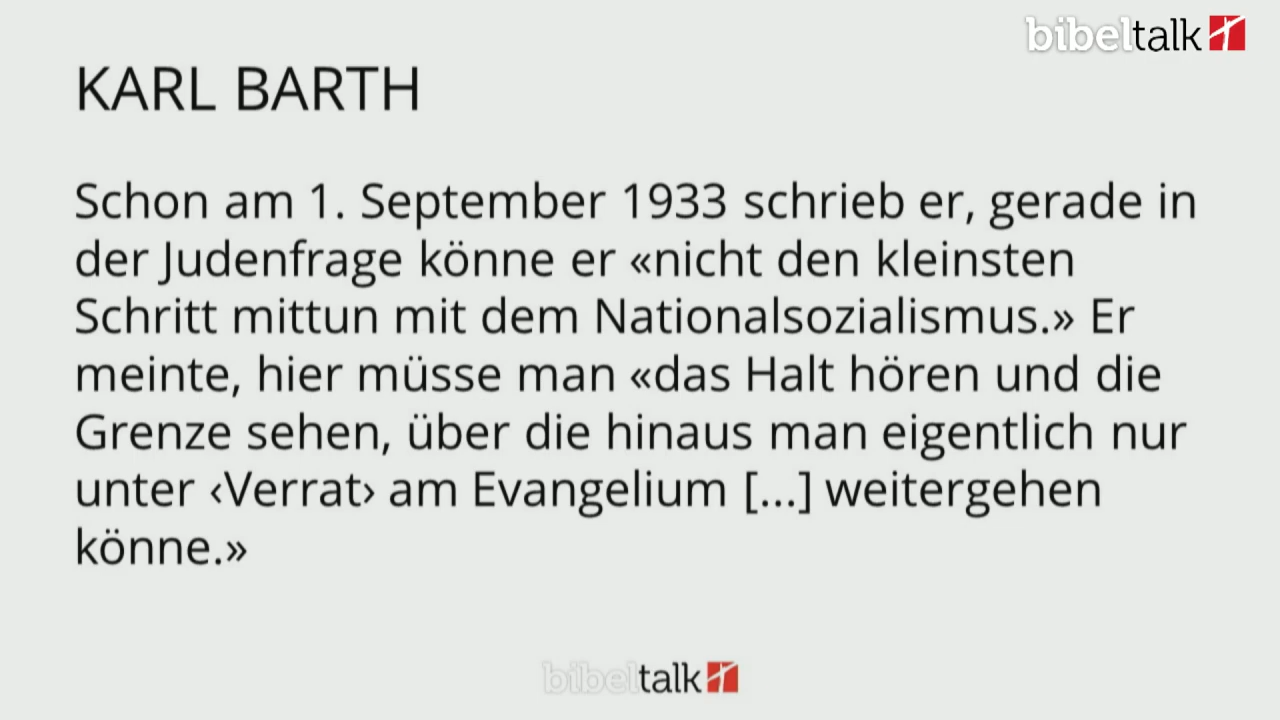 bibeltalk
KARL BARTH
Schon am 1. September 1933 schrieb er, gerade in
der Judenfrage könne er «nicht den kleinsten
Schritt mittun mit dem Nationalsozialismus.» Er
meinte, hier müsse man «das Halt hören und die
Grenze sehen, über die hinaus man eigentlich nur
unter ‹Verrat› am Evangelium [...] weitergehen
könne.»
bibeltalk